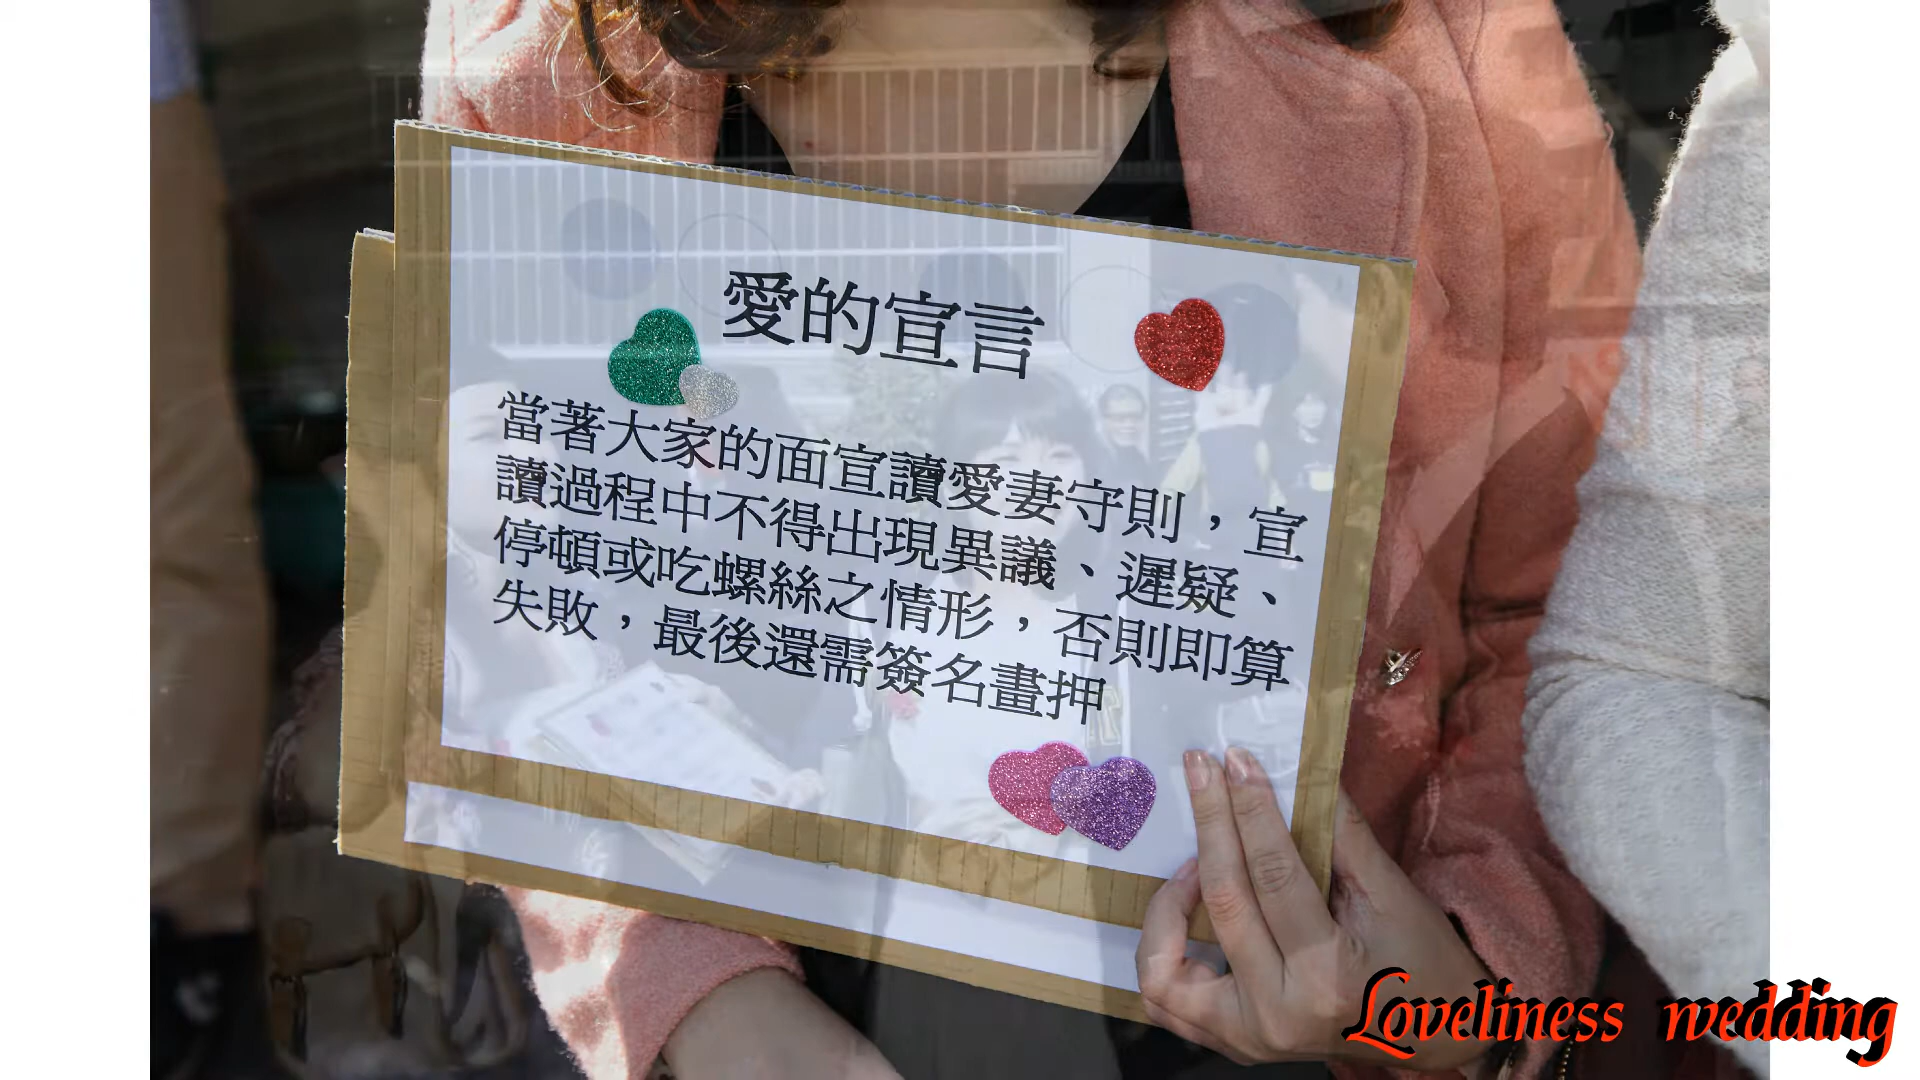 愛的宣言
當著大家的面宣讀愛妻守則，宣
讀過程中不得出現異議、遲疑、
停頓或吃螺絲之情形，否則即算
失敗，最後還需簽名畫押
Loveliness wedding